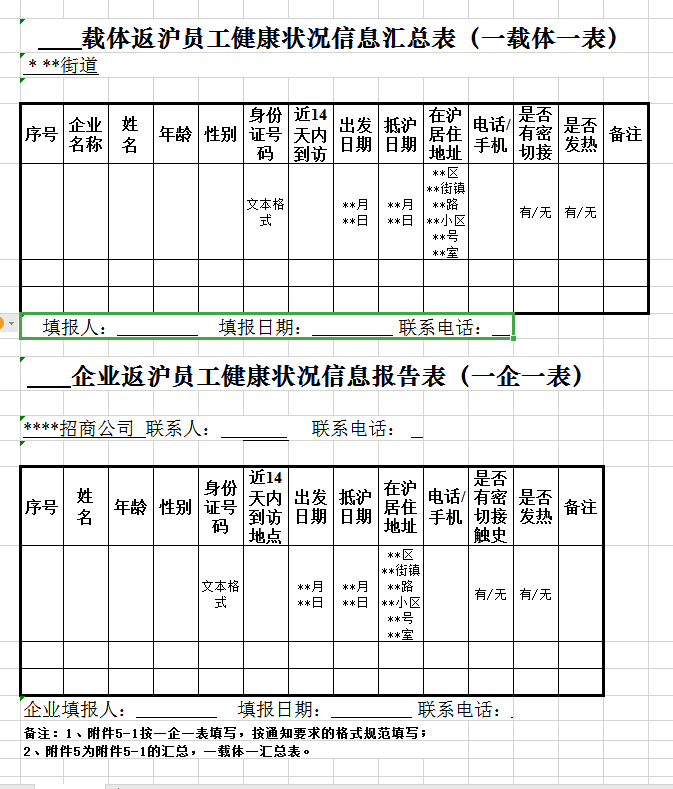 ____载体返沪员工健康状况信息汇总表（一载体一表）
* **街道
序号 企业名称 姓名 年龄 性别 身份证号码 近14天内到访 出发日期 抵沪日期 在沪居住地址 电话/手机 是否有密切接 是否发热 备注
文本格式 **月**日 **月**日 **区**街镇**路**小区**号**室 有/无 有/无
填报人：________ 填报日期：________ 联系电话：__
____企业返沪员工健康状况信息报告表（一企一表）
****招商公司 联系人：_______ 联系电话： _
序号 姓名 年龄 性别 身份证号码 近14天内到访地点 出发日期 抵沪日期 在沪居住地址 电话/手机 是否有密切接触史 是否发热 备注
文本格式 **月**日 **月**日 **区**街镇**路**小区**号**室 有/无 有/无
企业填报人：________ 填报日期：________ 联系电话：
备注：1、附件5-1按一企一表填写，按通知要求的格式规范填写；
2、附件5为附件5-1的汇总，一载体一汇总表。